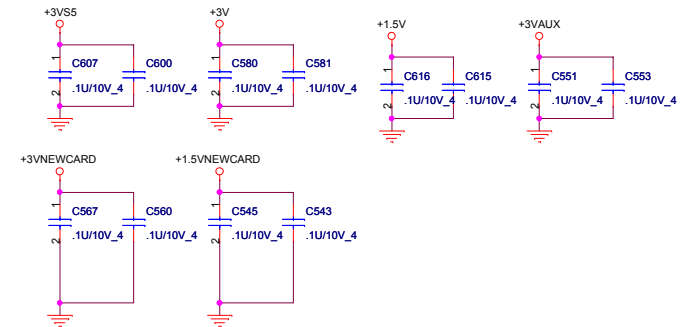 +3VS5 +3V +1.5V +3VAUX
1 C607 C600 1 C580 C581 1 C616 C615 1 C551 C553
2 .1U/10V_4 .1U/10V_4 2 .1U/10V_4 .1U/10V_4 2 .1U/10V_4 .1U/10V_4 2 .1U/10V_4 .1U/10V_4
+3VNEWCARD +1.5VNEWCARD
1 C567 C560 1 C545 C543
2 .1U/10V_4 .1U/10V_4 2 .1U/10V_4 .1U/10V_4